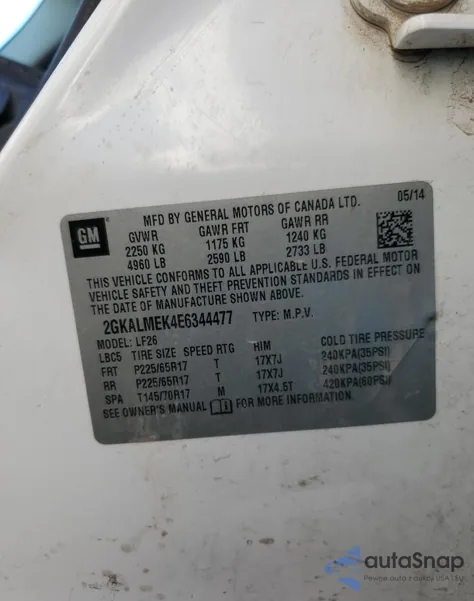 05/14
GM
MFD BY GENERAL MOTORS OF CANADA LTD.
GVWR GAWR FRT GAWR RR
2250 KG 1175 KG 1240 KG
4960 LB 2590 LB 2733 LB
THIS VEHICLE CONFORMS TO ALL APPLICABLE U.S. FEDERAL MOTOR
VEHICLE SAFETY AND THEFT PREVENTION STANDARDS IN EFFECT ON
THE DATE OF MANUFACTURE SHOWN ABOVE.
2GKALMEK4E6344477 TYPE: M.P.V.
MODEL: LF26
LBC5 TIRE SIZE SPEED RTG RIM COLD TIRE PRESSURE
FRT P225/65R17 T 17X7J 240KPA(35PSI)
RR P225/65R17 T 17X7J 240KPA(35PSI)
SPA T145/70R17 M 17X4.5T 420KPA(60PSI)
SEE OWNER'S MANUAL FOR MORE INFORMATION.
autaSnap